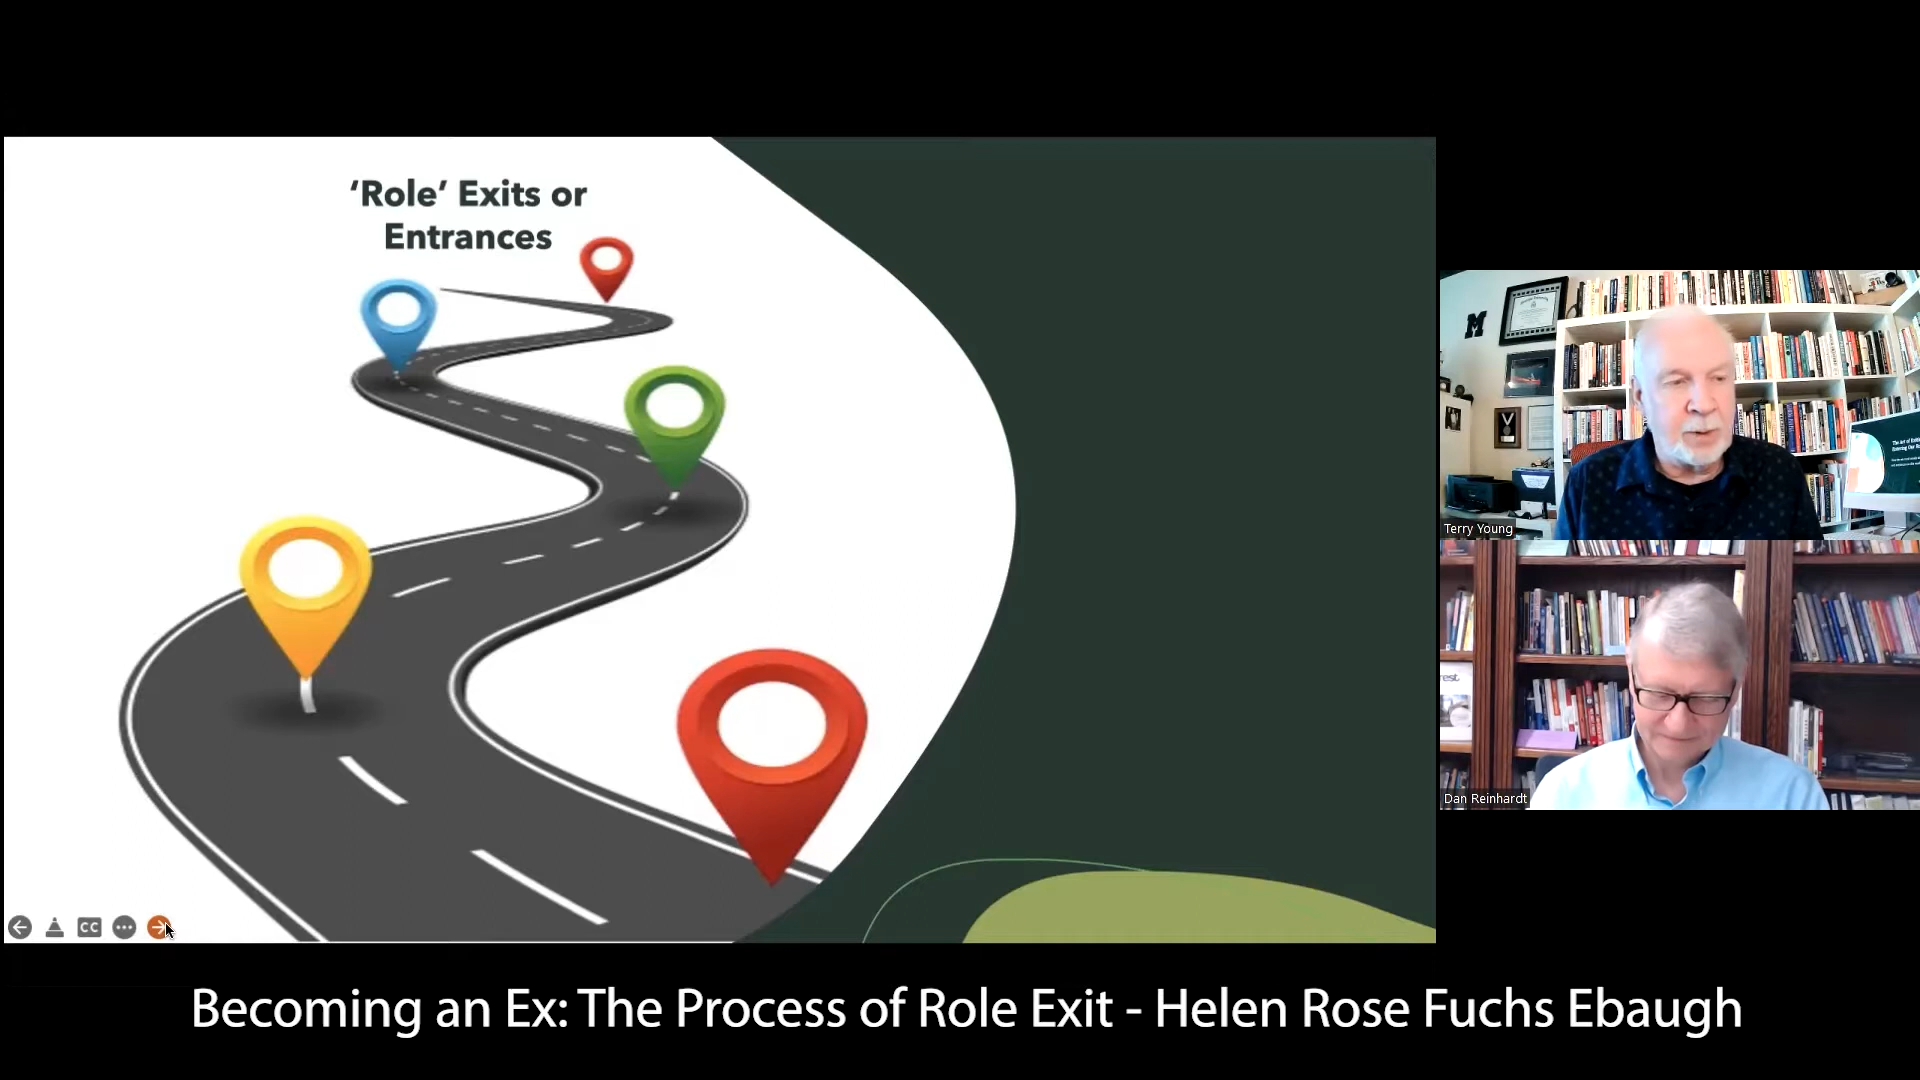 ‘Role’ Exits or
Entrances
CC
M
Terry Young
Dan Reinhardt
Becoming an Ex: The Process of Role Exit - Helen Rose Fuchs Ebaugh